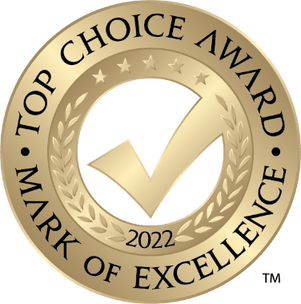 • TOP CHOICE AWARD •
2022
MARK OF EXCELLENCE
TM